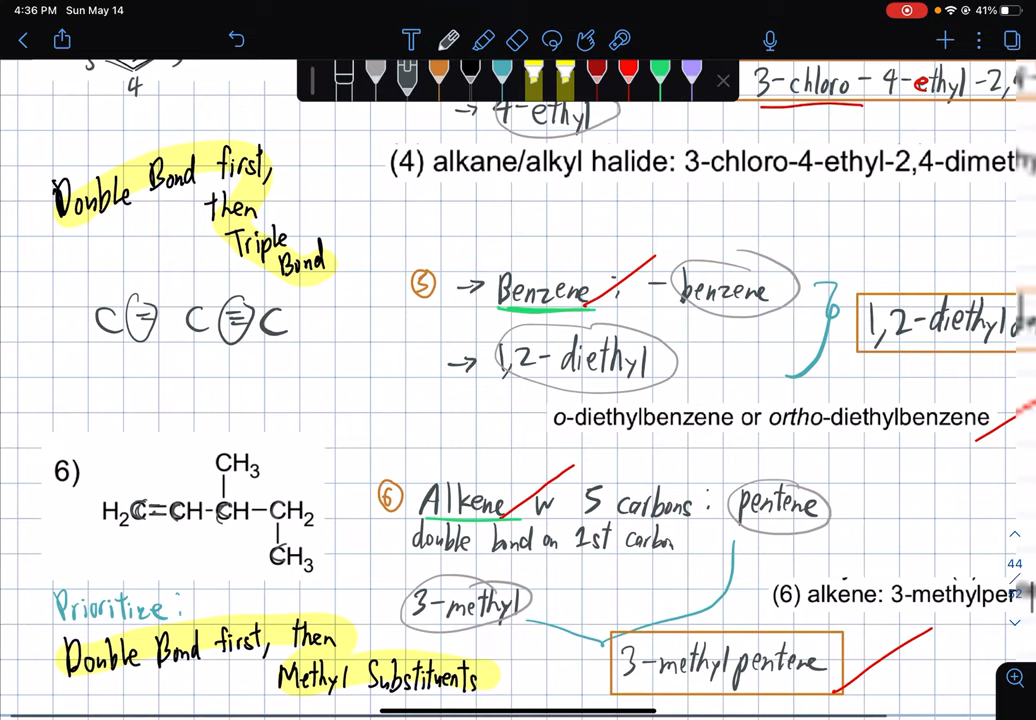 4:36 PM Sun May 14
41%
4
→ 4-ethyl
3-chloro-4-ethyl-2,
(4) alkane/alkyl halide: 3-chloro-4-ethyl-2,4-dimet
Double Bond first,
then
Triple
Bond
C = C ≡ C
⑤ → Benzene : -benzene
→ 1,2-diethyl
1,2-diethyl
o-diethylbenzene or ortho-diethylbenzene
6)
CH3
H2C=CH-CH-CH2
CH3
⑥ Alkene w 5 carbons: pentene
double bond on 1st carbon
3-methyl
(6) alkene: 3-methylper
3-methylpentene
Prioritize:
Double Bond first, then
Methyl Substituents
44
52